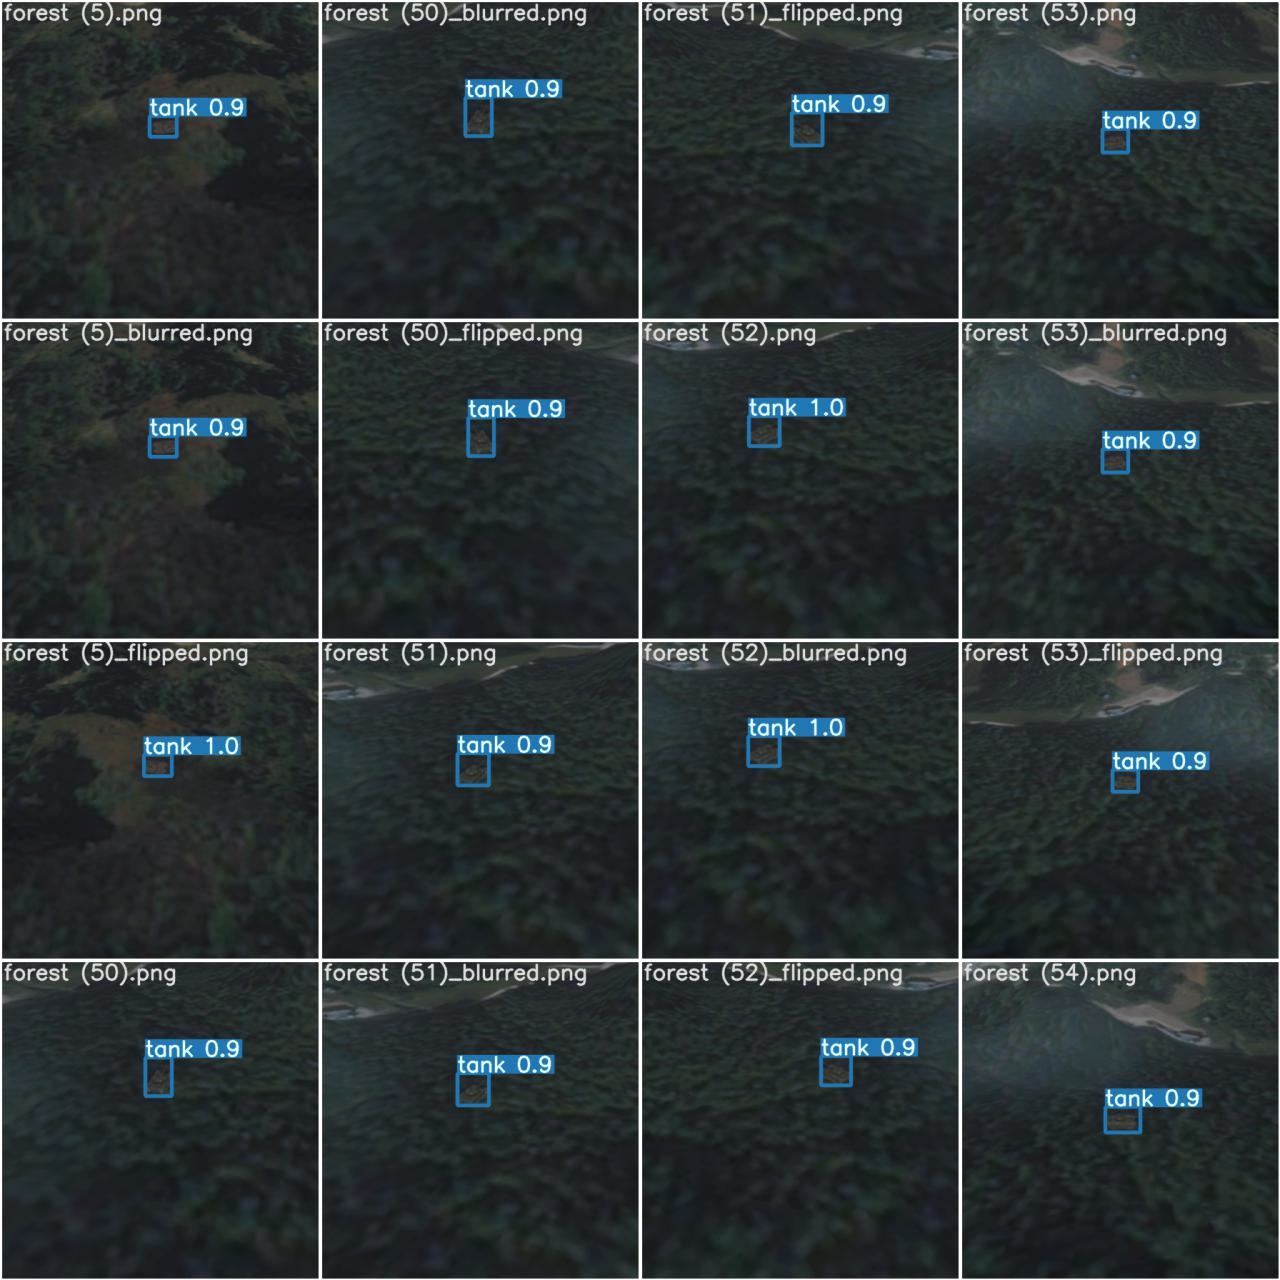 forest (5).png
tank 0.9
forest (50)_blurred.png
tank 0.9
forest (51)_flipped.png
tank 0.9
forest (53).png
tank 0.9
forest (5)_blurred.png
tank 0.9
forest (50)_flipped.png
tank 0.9
forest (52).png
tank 1.0
forest (53)_blurred.png
tank 0.9
forest (5)_flipped.png
tank 1.0
forest (51).png
tank 0.9
forest (52)_blurred.png
tank 1.0
forest (53)_flipped.png
tank 0.9
forest (50).png
tank 0.9
forest (51)_blurred.png
tank 0.9
forest (52)_flipped.png
tank 0.9
forest (54).png
tank 0.9